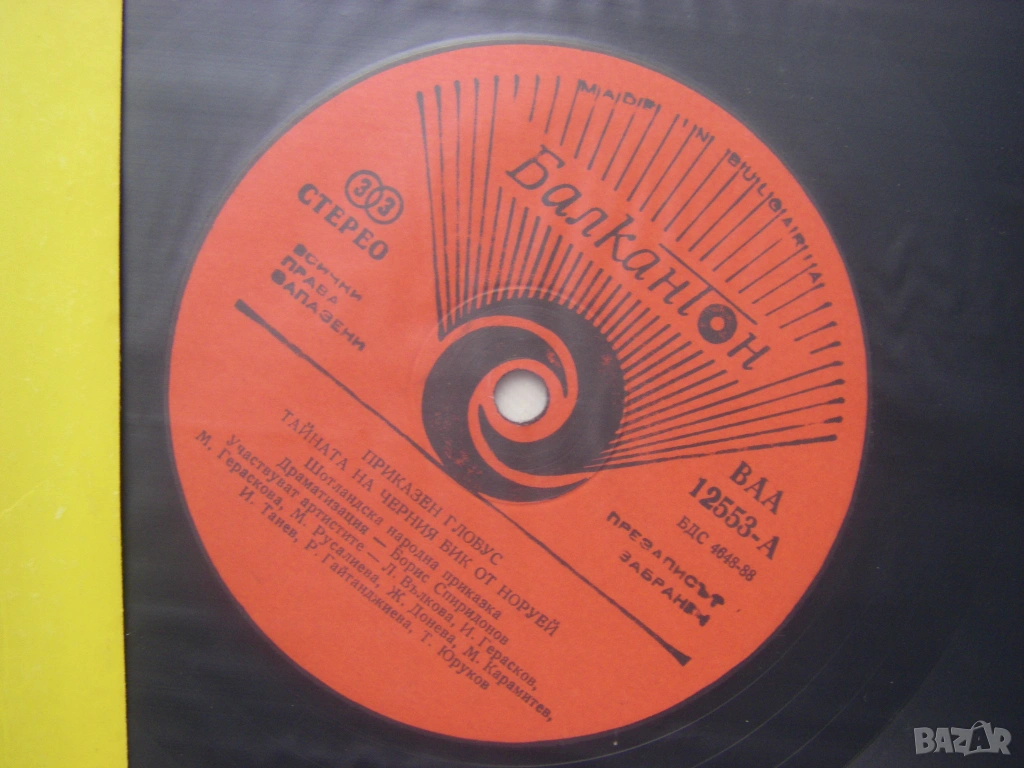 MADE IN BULGARIA
Балкантон
33
СТЕРЕО
ВСИЧКИ
ПРАВА
ЗАПАЗЕНИ
ВАА
12553-А
БДС 4648-88
ПРЕЗАПИСЪТ
ЗАБРАНЕН
ПРИКАЗЕН ГЛОБУС
ТАЙНАТА НА ЧЕРНИЯ БИК ОТ НОРУЕЙ
Шотландска народна приказка
Драматизация — Борис Спиридонов
Участвуват артистите — Л. Вълкова, И. Герасков,
М. Гераскова, М. Русалиева, Ж. Донева, М. Карамитев,
И. Танев, Р. Гайтанджиева, Т. Юруков
BAZAR